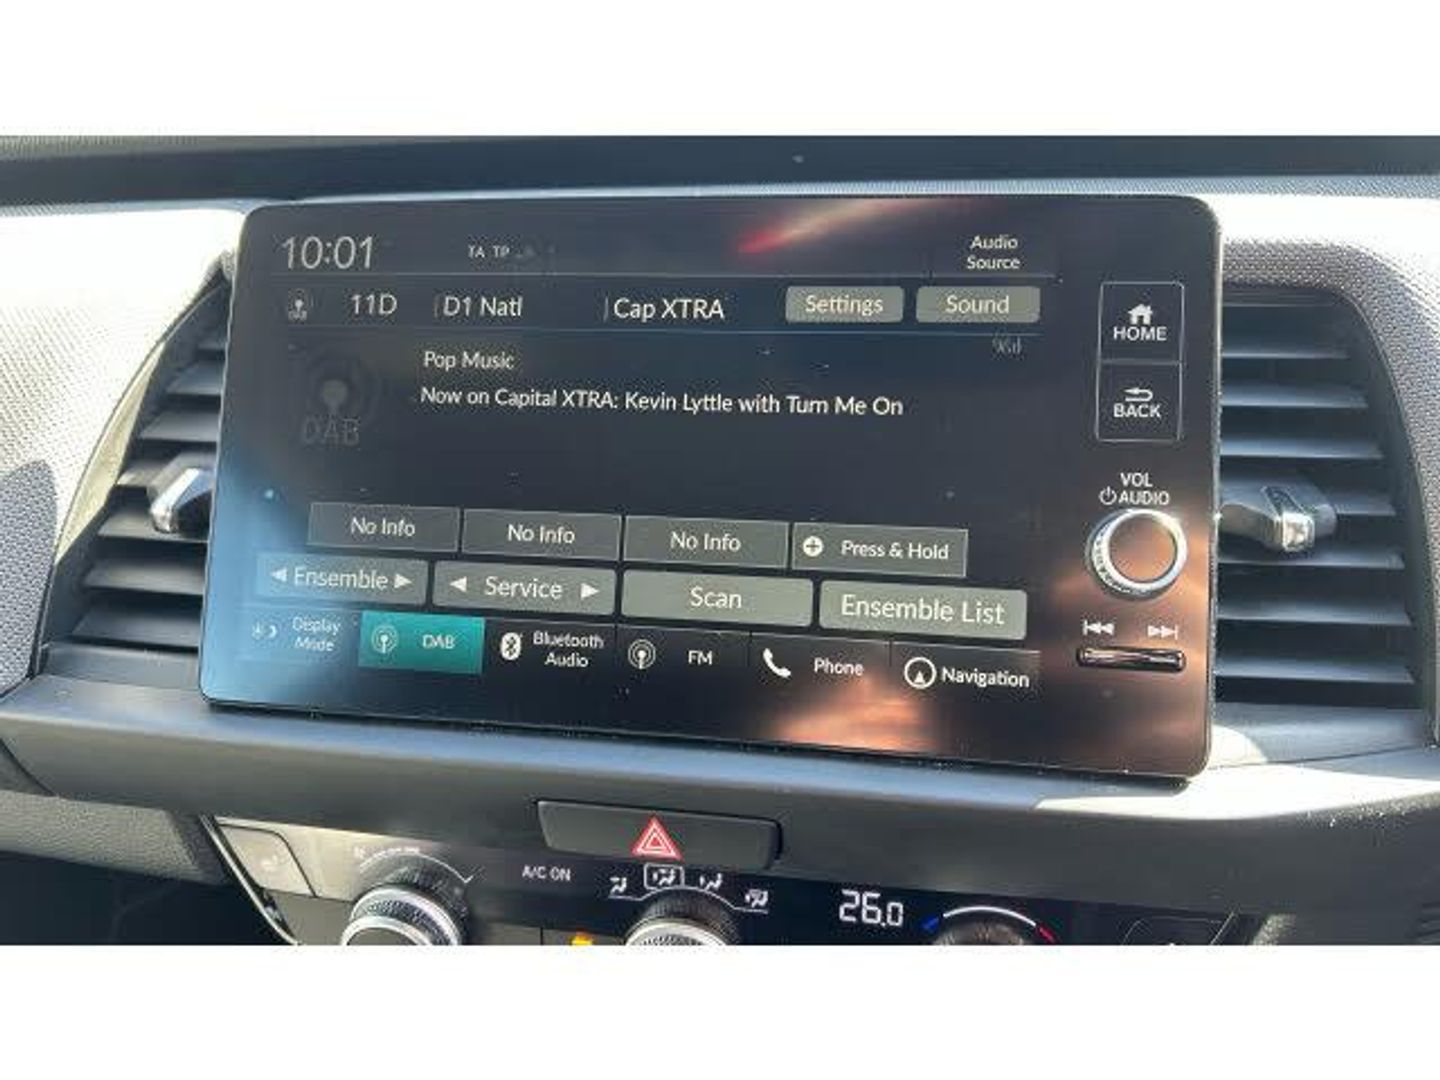 10:01 TA TP Audio Source
11D D1 Natl Cap XTRA Settings Sound
Pop Music
Now on Capital XTRA: Kevin Lyttle with Turn Me On
DAB
HOME
BACK
VOL
AUDIO
No Info No Info No Info Press & Hold
Ensemble Service Scan Ensemble List
Display Mode DAB Bluetooth Audio FM Phone Navigation
A/C ON
26.0